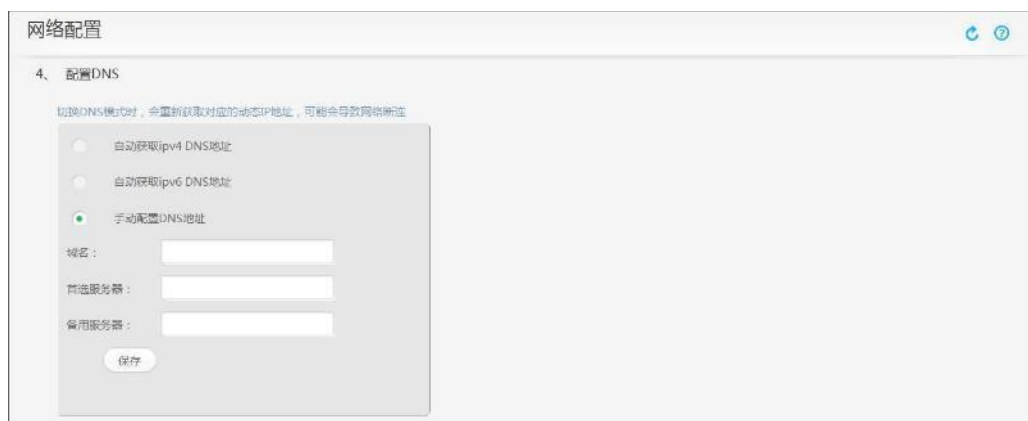 网络配置
4、 配置DNS
切换DNS模式时，会重新获取对应的动态IP地址，可能会导致网络断连
自动获取ipv4 DNS地址
自动获取ipv6 DNS地址
手动配置DNS地址
域名：
首选服务器：
备用服务器：
保存